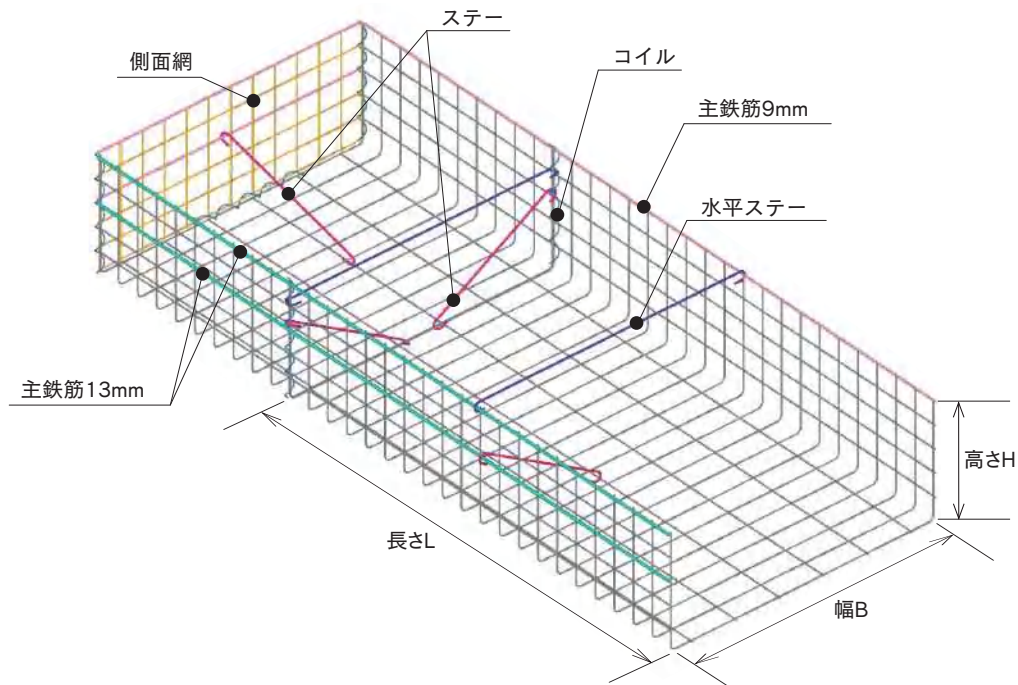 ステー
側面網
コイル
主鉄筋9mm
水平ステー
主鉄筋13mm
高さH
長さL
幅B